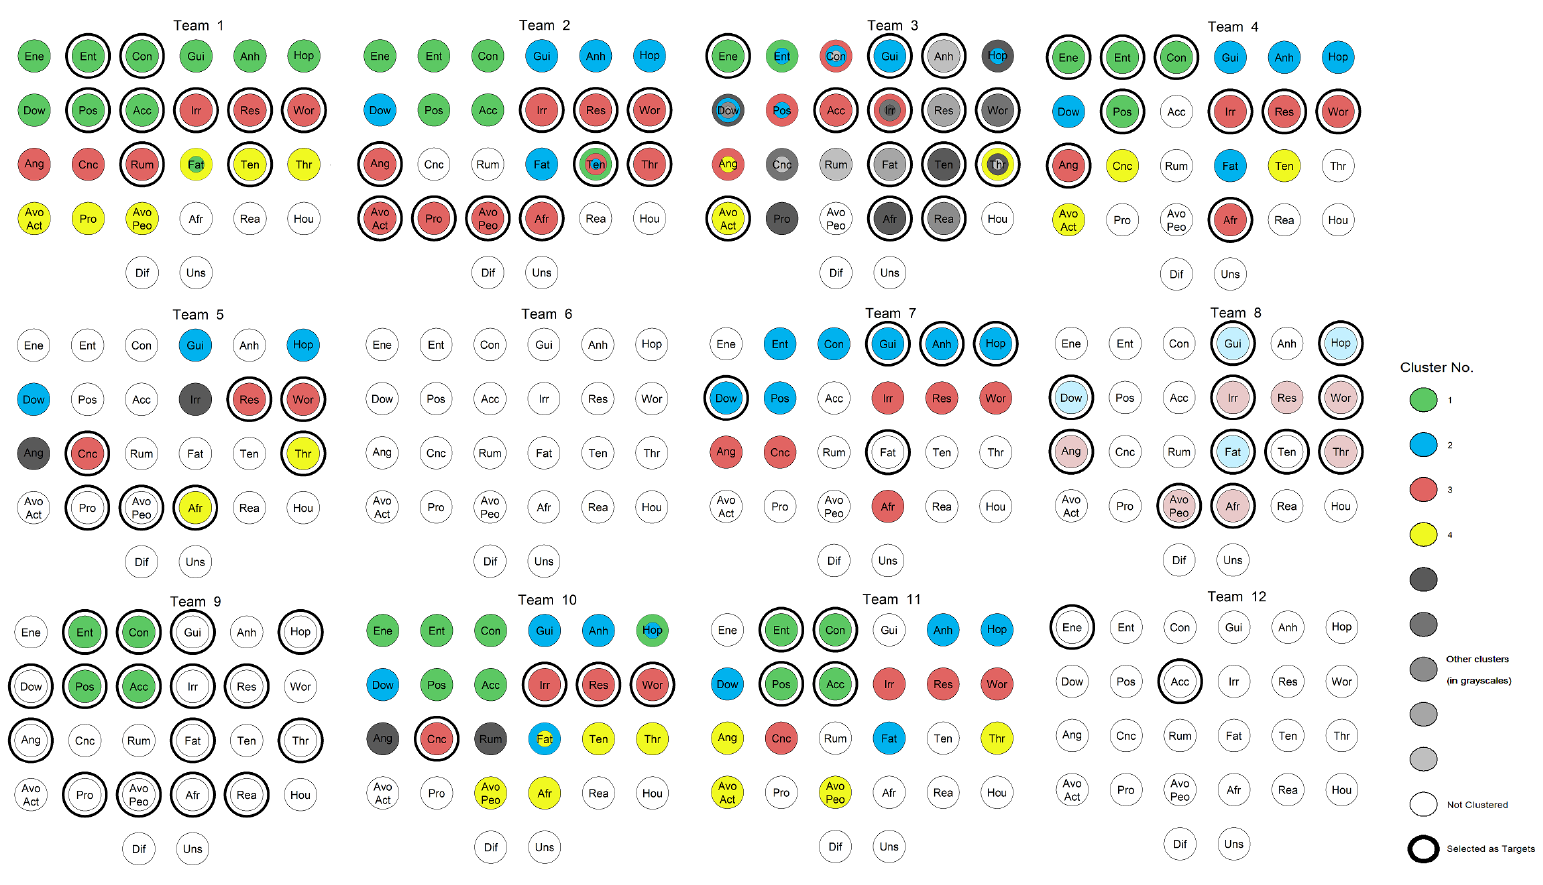 Team 1
Team 2
Team 3
Team 4
Ene Ent Con Gui Anh Hop
Ene Ent Con Gui Anh Hop
Ene Ent Con Gui Anh Hop
Ene Ent Con Gui Anh Hop
Dow Pos Acc Irr Res Wor
Dow Pos Acc Irr Res Wor
Dow Pos Acc Irr Res Wor
Dow Pos Acc Irr Res Wor
Ang Cnc Rum Fat Ten Thr
Ang Cnc Rum Fat Ten Thr
Ang Cnc Rum Fat Ten Thr
Ang Cnc Rum Fat Ten Thr
Avo Act Pro Avo Peo Afr Rea Hou
Avo Act Pro Avo Peo Afr Rea Hou
Avo Act Pro Avo Peo Afr Rea Hou
Avo Act Pro Avo Peo Afr Rea Hou
Dif Uns
Dif Uns
Dif Uns
Dif Uns
Team 5
Team 6
Team 7
Team 8
Ene Ent Con Gui Anh Hop
Ene Ent Con Gui Anh Hop
Ene Ent Con Gui Anh Hop
Ene Ent Con Gui Anh Hop
Dow Pos Acc Irr Res Wor
Dow Pos Acc Irr Res Wor
Dow Pos Acc Irr Res Wor
Dow Pos Acc Irr Res Wor
Ang Cnc Rum Fat Ten Thr
Ang Cnc Rum Fat Ten Thr
Ang Cnc Rum Fat Ten Thr
Ang Cnc Rum Fat Ten Thr
Avo Act Pro Avo Peo Afr Rea Hou
Avo Act Pro Avo Peo Afr Rea Hou
Avo Act Pro Avo Peo Afr Rea Hou
Avo Act Pro Avo Peo Afr Rea Hou
Dif Uns
Dif Uns
Dif Uns
Dif Uns
Team 9
Team 10
Team 11
Team 12
Ene Ent Con Gui Anh Hop
Ene Ent Con Gui Anh Hop
Ene Ent Con Gui Anh Hop
Ene Ent Con Gui Anh Hop
Dow Pos Acc Irr Res Wor
Dow Pos Acc Irr Res Wor
Dow Pos Acc Irr Res Wor
Dow Pos Acc Irr Res Wor
Ang Cnc Rum Fat Ten Thr
Ang Cnc Rum Fat Ten Thr
Ang Cnc Rum Fat Ten Thr
Ang Cnc Rum Fat Ten Thr
Avo Act Pro Avo Peo Afr Rea Hou
Avo Act Pro Avo Peo Afr Rea Hou
Avo Act Pro Avo Peo Afr Rea Hou
Avo Act Pro Avo Peo Afr Rea Hou
Dif Uns
Dif Uns
Dif Uns
Dif Uns
Cluster No.
1
2
3
4
Other clusters
(in grayscales)
Not Clustered
Selected as Targets